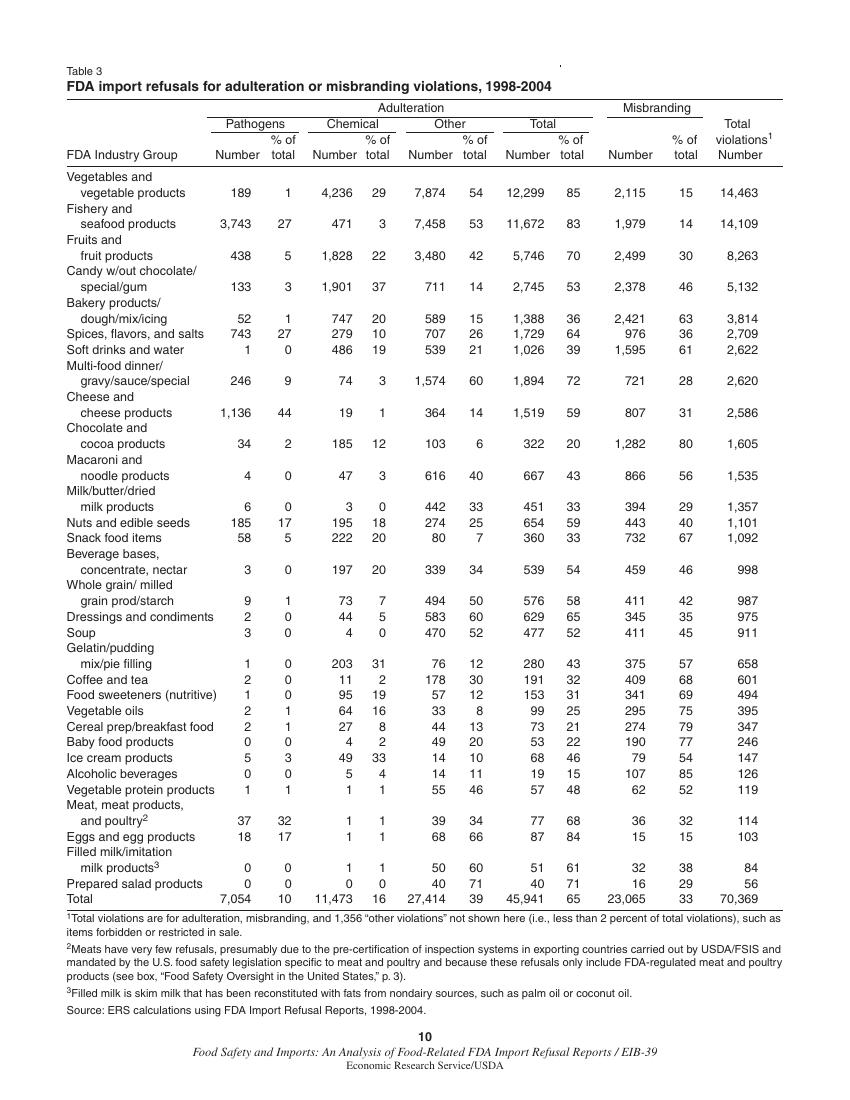 Table 3
FDA import refusals for adulteration or misbranding violations, 1998-2004
Adulteration Misbranding
Pathogens Chemical Other Total Total
% of % of % of % of % of violations1
FDA Industry Group Number total Number total Number total Number total Number total Number
Vegetables and
vegetable products 189 1 4,236 29 7,874 54 12,299 85 2,115 15 14,463
Fishery and
seafood products 3,743 27 471 3 7,458 53 11,672 83 1,979 14 14,109
Fruits and
fruit products 438 5 1,828 22 3,480 42 5,746 70 2,499 30 8,263
Candy w/out chocolate/
special/gum 133 3 1,901 37 711 14 2,745 53 2,378 46 5,132
Bakery products/
dough/mix/icing 52 1 747 20 589 15 1,388 36 2,421 63 3,814
Spices, flavors, and salts 743 27 279 10 707 26 1,729 64 976 36 2,709
Soft drinks and water 1 0 486 19 539 21 1,026 39 1,595 61 2,622
Multi-food dinner/
gravy/sauce/special 246 9 74 3 1,574 60 1,894 72 721 28 2,620
Cheese and
cheese products 1,136 44 19 1 364 14 1,519 59 807 31 2,586
Chocolate and
cocoa products 34 2 185 12 103 6 322 20 1,282 80 1,605
Macaroni and
noodle products 4 0 47 3 616 40 667 43 866 56 1,535
Milk/butter/dried
milk products 6 0 3 0 442 33 451 33 394 29 1,357
Nuts and edible seeds 185 17 195 18 274 25 654 59 443 40 1,101
Snack food items 58 5 222 20 80 7 360 33 732 67 1,092
Beverage bases,
concentrate, nectar 3 0 197 20 339 34 539 54 459 46 998
Whole grain/ milled
grain prod/starch 9 1 73 7 494 50 576 58 411 42 987
Dressings and condiments 2 0 44 5 583 60 629 65 345 35 975
Soup 3 0 4 0 470 52 477 52 411 45 911
Gelatin/pudding
mix/pie filling 1 0 203 31 76 12 280 43 375 57 658
Coffee and tea 2 0 11 2 178 30 191 32 409 68 601
Food sweeteners (nutritive) 1 0 95 19 57 12 153 31 341 69 494
Vegetable oils 2 1 64 16 33 8 99 25 295 75 395
Cereal prep/breakfast food 2 1 27 8 44 13 73 21 274 79 347
Baby food products 0 0 4 2 49 20 53 22 190 77 246
Ice cream products 5 3 49 33 14 10 68 46 79 54 147
Alcoholic beverages 0 0 5 4 14 11 19 15 107 85 126
Vegetable protein products 1 1 1 1 55 46 57 48 62 52 119
Meat, meat products,
and poultry2 37 32 1 1 39 34 77 68 36 32 114
Eggs and egg products 18 17 1 1 68 66 87 84 15 15 103
Filled milk/imitation
milk products3 0 0 1 1 50 60 51 61 32 38 84
Prepared salad products 0 0 0 0 40 71 40 71 16 29 56
Total 7,054 10 11,473 16 27,414 39 45,941 65 23,065 33 70,369
1Total violations are for adulteration, misbranding, and 1,356 “other violations” not shown here (i.e., less than 2 percent of total violations), such as
items forbidden or restricted in sale.
2Meats have very few refusals, presumably due to the pre-certification of inspection systems in exporting countries carried out by USDA/FSIS and
mandated by the U.S. food safety legislation specific to meat and poultry and because these refusals only include FDA-regulated meat and poultry
products (see box, “Food Safety Oversight in the United States,” p. 3).
3Filled milk is skim milk that has been reconstituted with fats from nondairy sources, such as palm oil or coconut oil.
Source: ERS calculations using FDA Import Refusal Reports, 1998-2004.
10
Food Safety and Imports: An Analysis of Food-Related FDA Import Refusal Reports / EIB-39
Economic Research Service/USDA